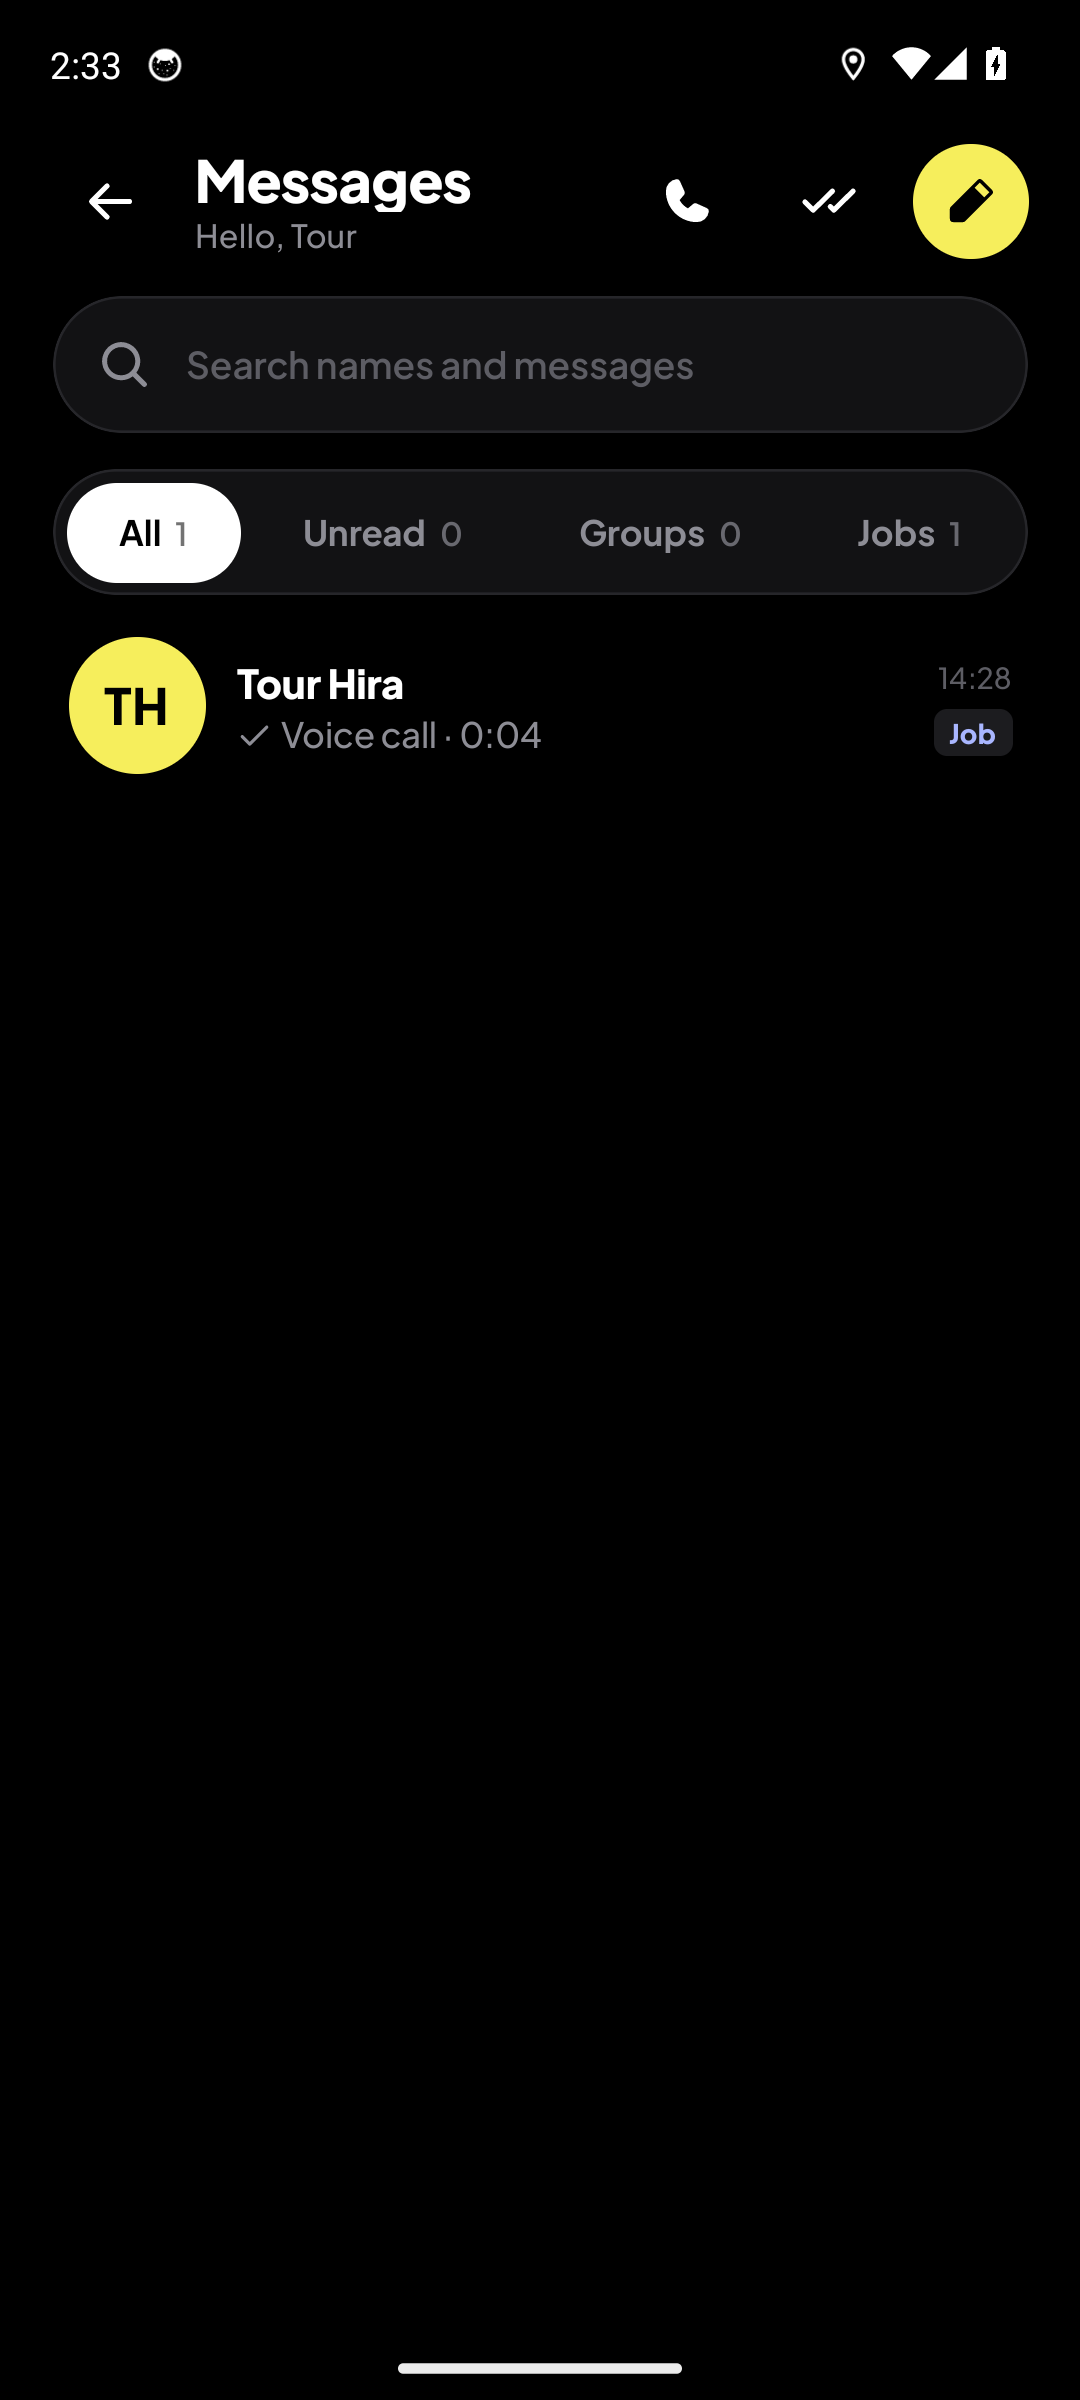 2:33
Messages
Hello, Tour
Search names and messages
All 1 Unread 0 Groups 0 Jobs 1
TH
Tour Hira
14:28
Voice call · 0:04
Job